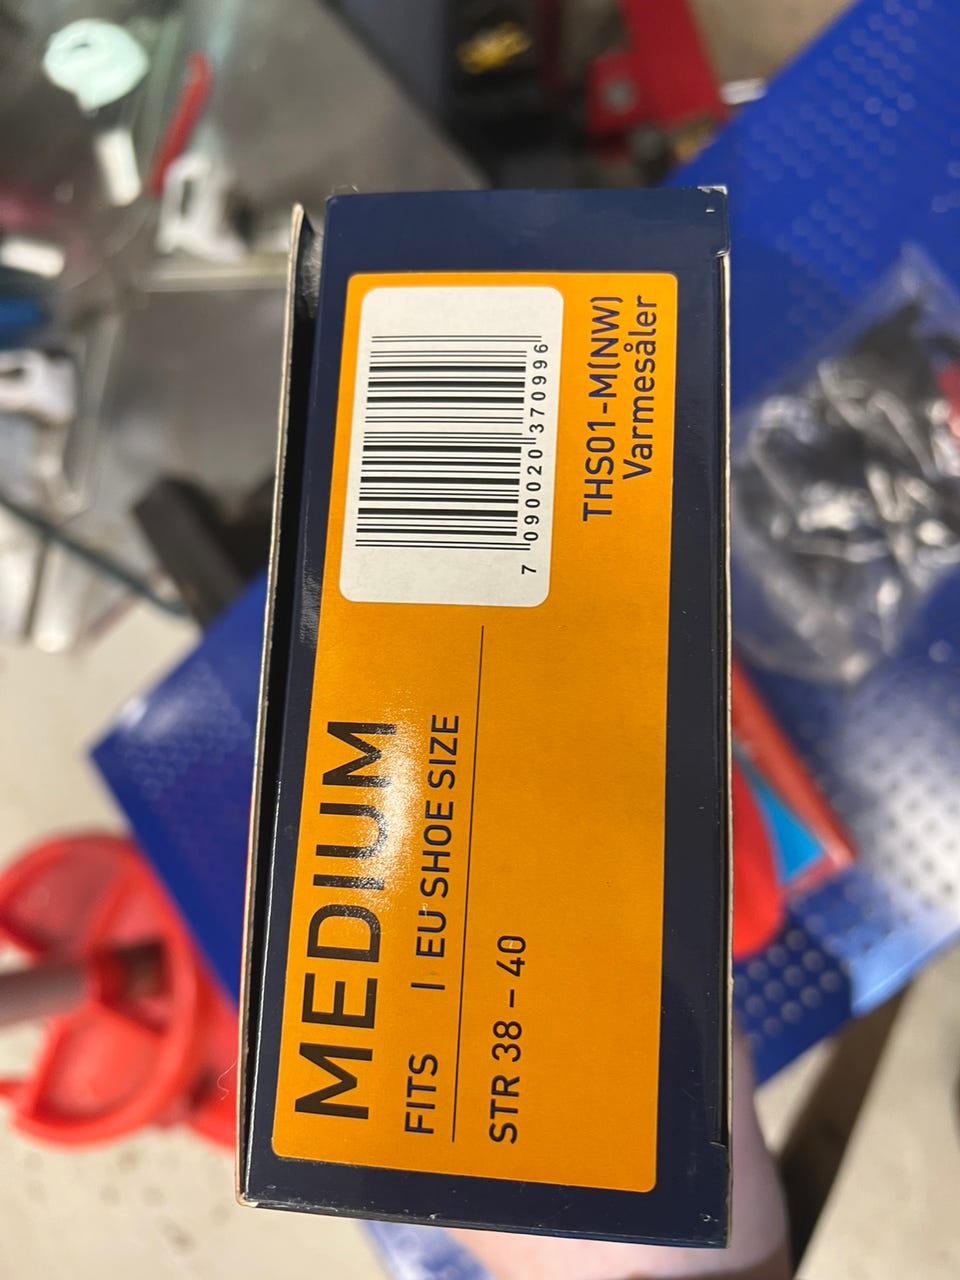 MEDIUM
FITS | EU SHOE SIZE
STR 38 – 40
7 090020 370996
THS01-M(NW)
Varmesåler